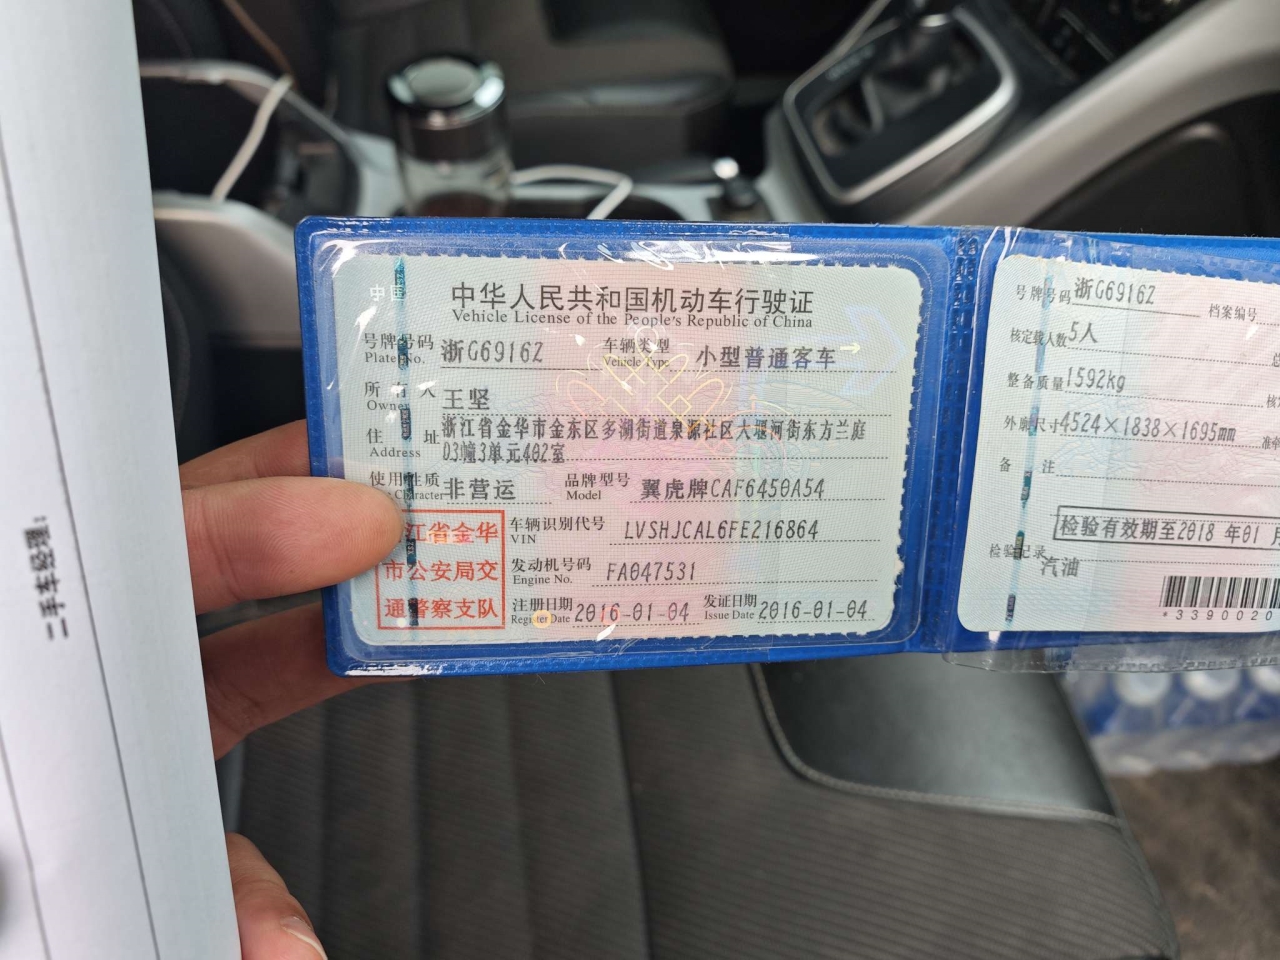 中国
中华人民共和国机动车行驶证
Vehicle License of the People's Republic of China
号牌号码 浙G6916Z 车辆类型 小型普通客车
Plate No. Vehicle Type
所有人 王坚
Owner
住址 浙江省金华市金东区多湖街道泉源社区大堰河街东方兰庭
Address D3幢3单元402室
使用性质 非营运 品牌型号 翼虎牌CAF6450A54
Character Model
江省金华
市公安局交
通警察支队
车辆识别代号 LVSHJCAL6FE216864
VIN
发动机号码 FA047531
Engine No.
注册日期 2016-01-04 发证日期 2016-01-04
Register Date Issue Date
号牌号码 浙G6916Z 档案编号
核定载人数 5人
整备质量 1592kg
外廓尺寸 4524×1838×1695mm
备注
检验有效期至2018 年01 月
检验记录
汽油
*3390020
二手车经理: